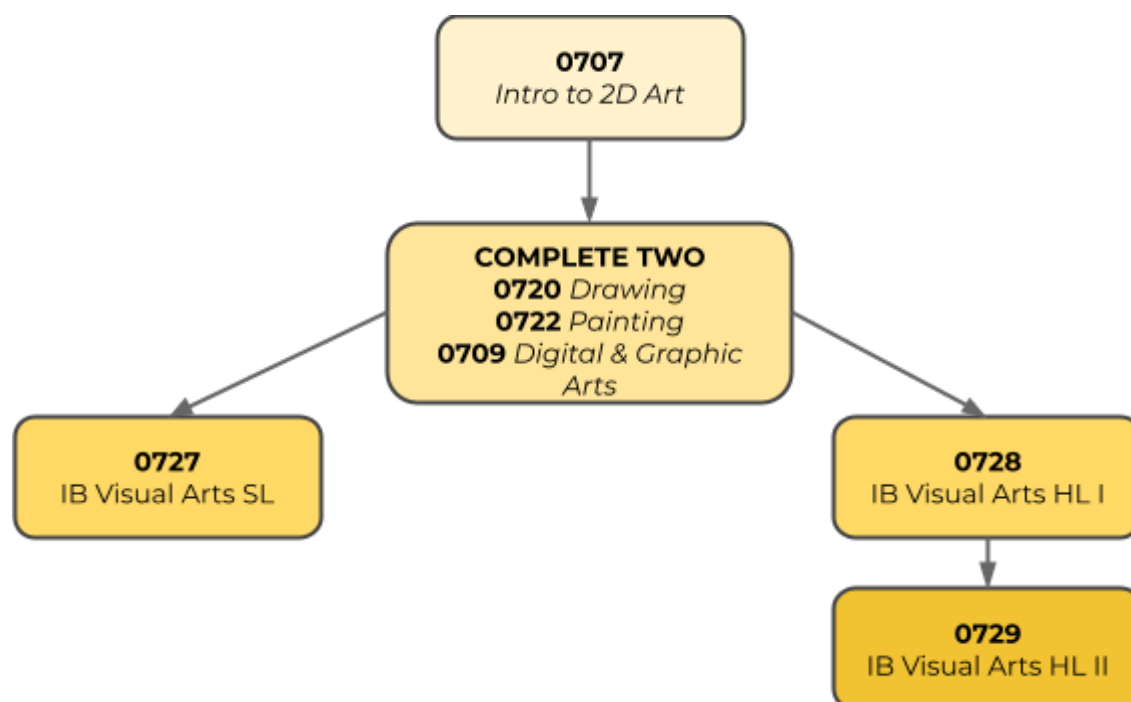 0707
Intro to 2D Art
COMPLETE TWO
0720 Drawing
0722 Painting
0709 Digital & Graphic
Arts
0727
IB Visual Arts SL
0728
IB Visual Arts HL I
0729
IB Visual Arts HL II